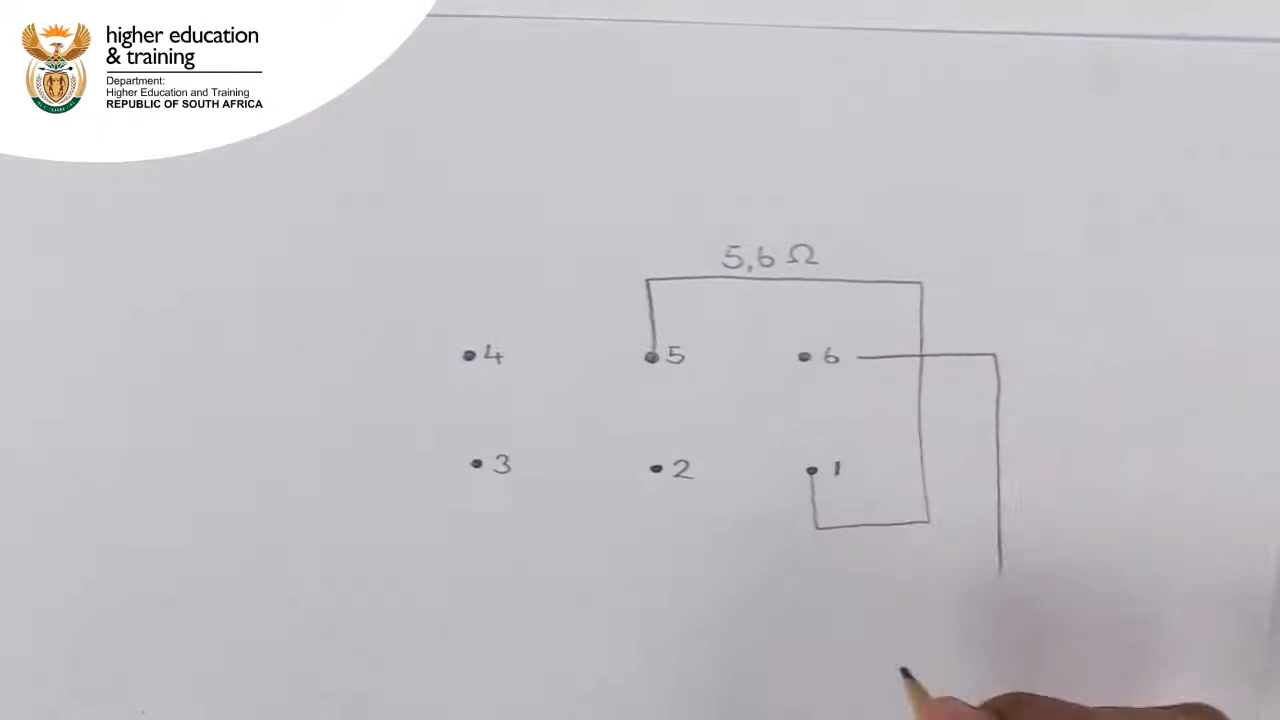 higher education
& training
Department:
Higher Education and Training
REPUBLIC OF SOUTH AFRICA
5,6 Ω
4 5 6
3 2 1